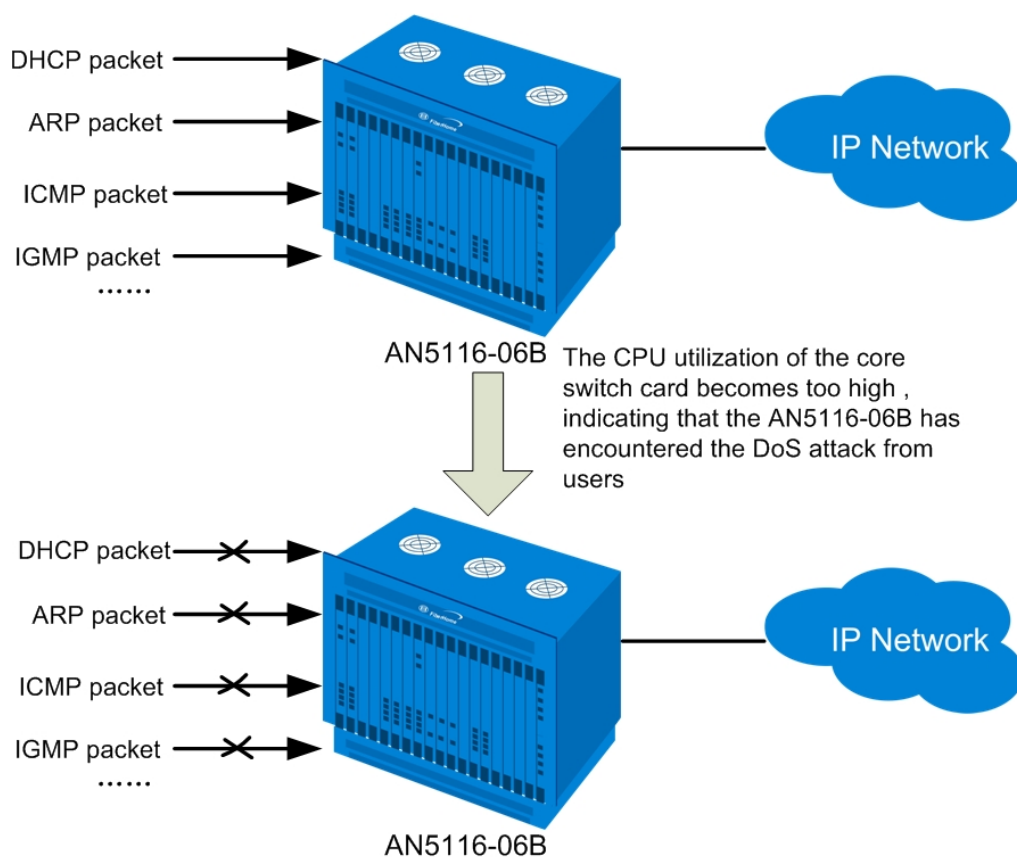 DHCP packet
ARP packet
ICMP packet
IGMP packet
......
FiberHome
IP Network
AN5116-06B
The CPU utilization of the core
switch card becomes too high ,
indicating that the AN5116-06B has
encountered the DoS attack from
users
DHCP packet
ARP packet
ICMP packet
IGMP packet
......
FiberHome
IP Network
AN5116-06B